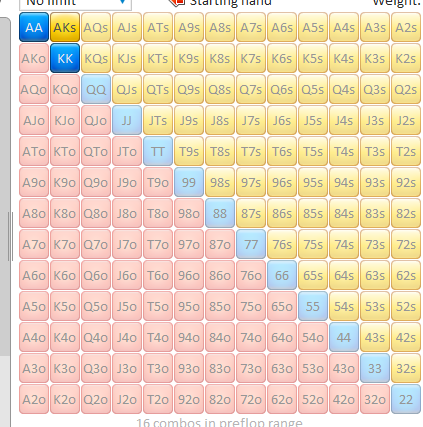 No limit Starting hand Weight:
AA AKs AQs AJs ATs A9s A8s A7s A6s A5s A4s A3s A2s
AKo KK KQs KJs KTs K9s K8s K7s K6s K5s K4s K3s K2s
AQo KQo QQ QJs QTs Q9s Q8s Q7s Q6s Q5s Q4s Q3s Q2s
AJo KJo QJo JJ JTs J9s J8s J7s J6s J5s J4s J3s J2s
ATo KTo QTo JTo TT T9s T8s T7s T6s T5s T4s T3s T2s
A9o K9o Q9o J9o T9o 99 98s 97s 96s 95s 94s 93s 92s
A8o K8o Q8o J8o T8o 98o 88 87s 86s 85s 84s 83s 82s
A7o K7o Q7o J7o T7o 97o 87o 77 76s 75s 74s 73s 72s
A6o K6o Q6o J6o T6o 96o 86o 76o 66 65s 64s 63s 62s
A5o K5o Q5o J5o T5o 95o 85o 75o 65o 55 54s 53s 52s
A4o K4o Q4o J4o T4o 94o 84o 74o 64o 54o 44 43s 42s
A3o K3o Q3o J3o T3o 93o 83o 73o 63o 53o 43o 33 32s
A2o K2o Q2o J2o T2o 92o 82o 72o 62o 52o 42o 32o 22
16 combos in preflop range